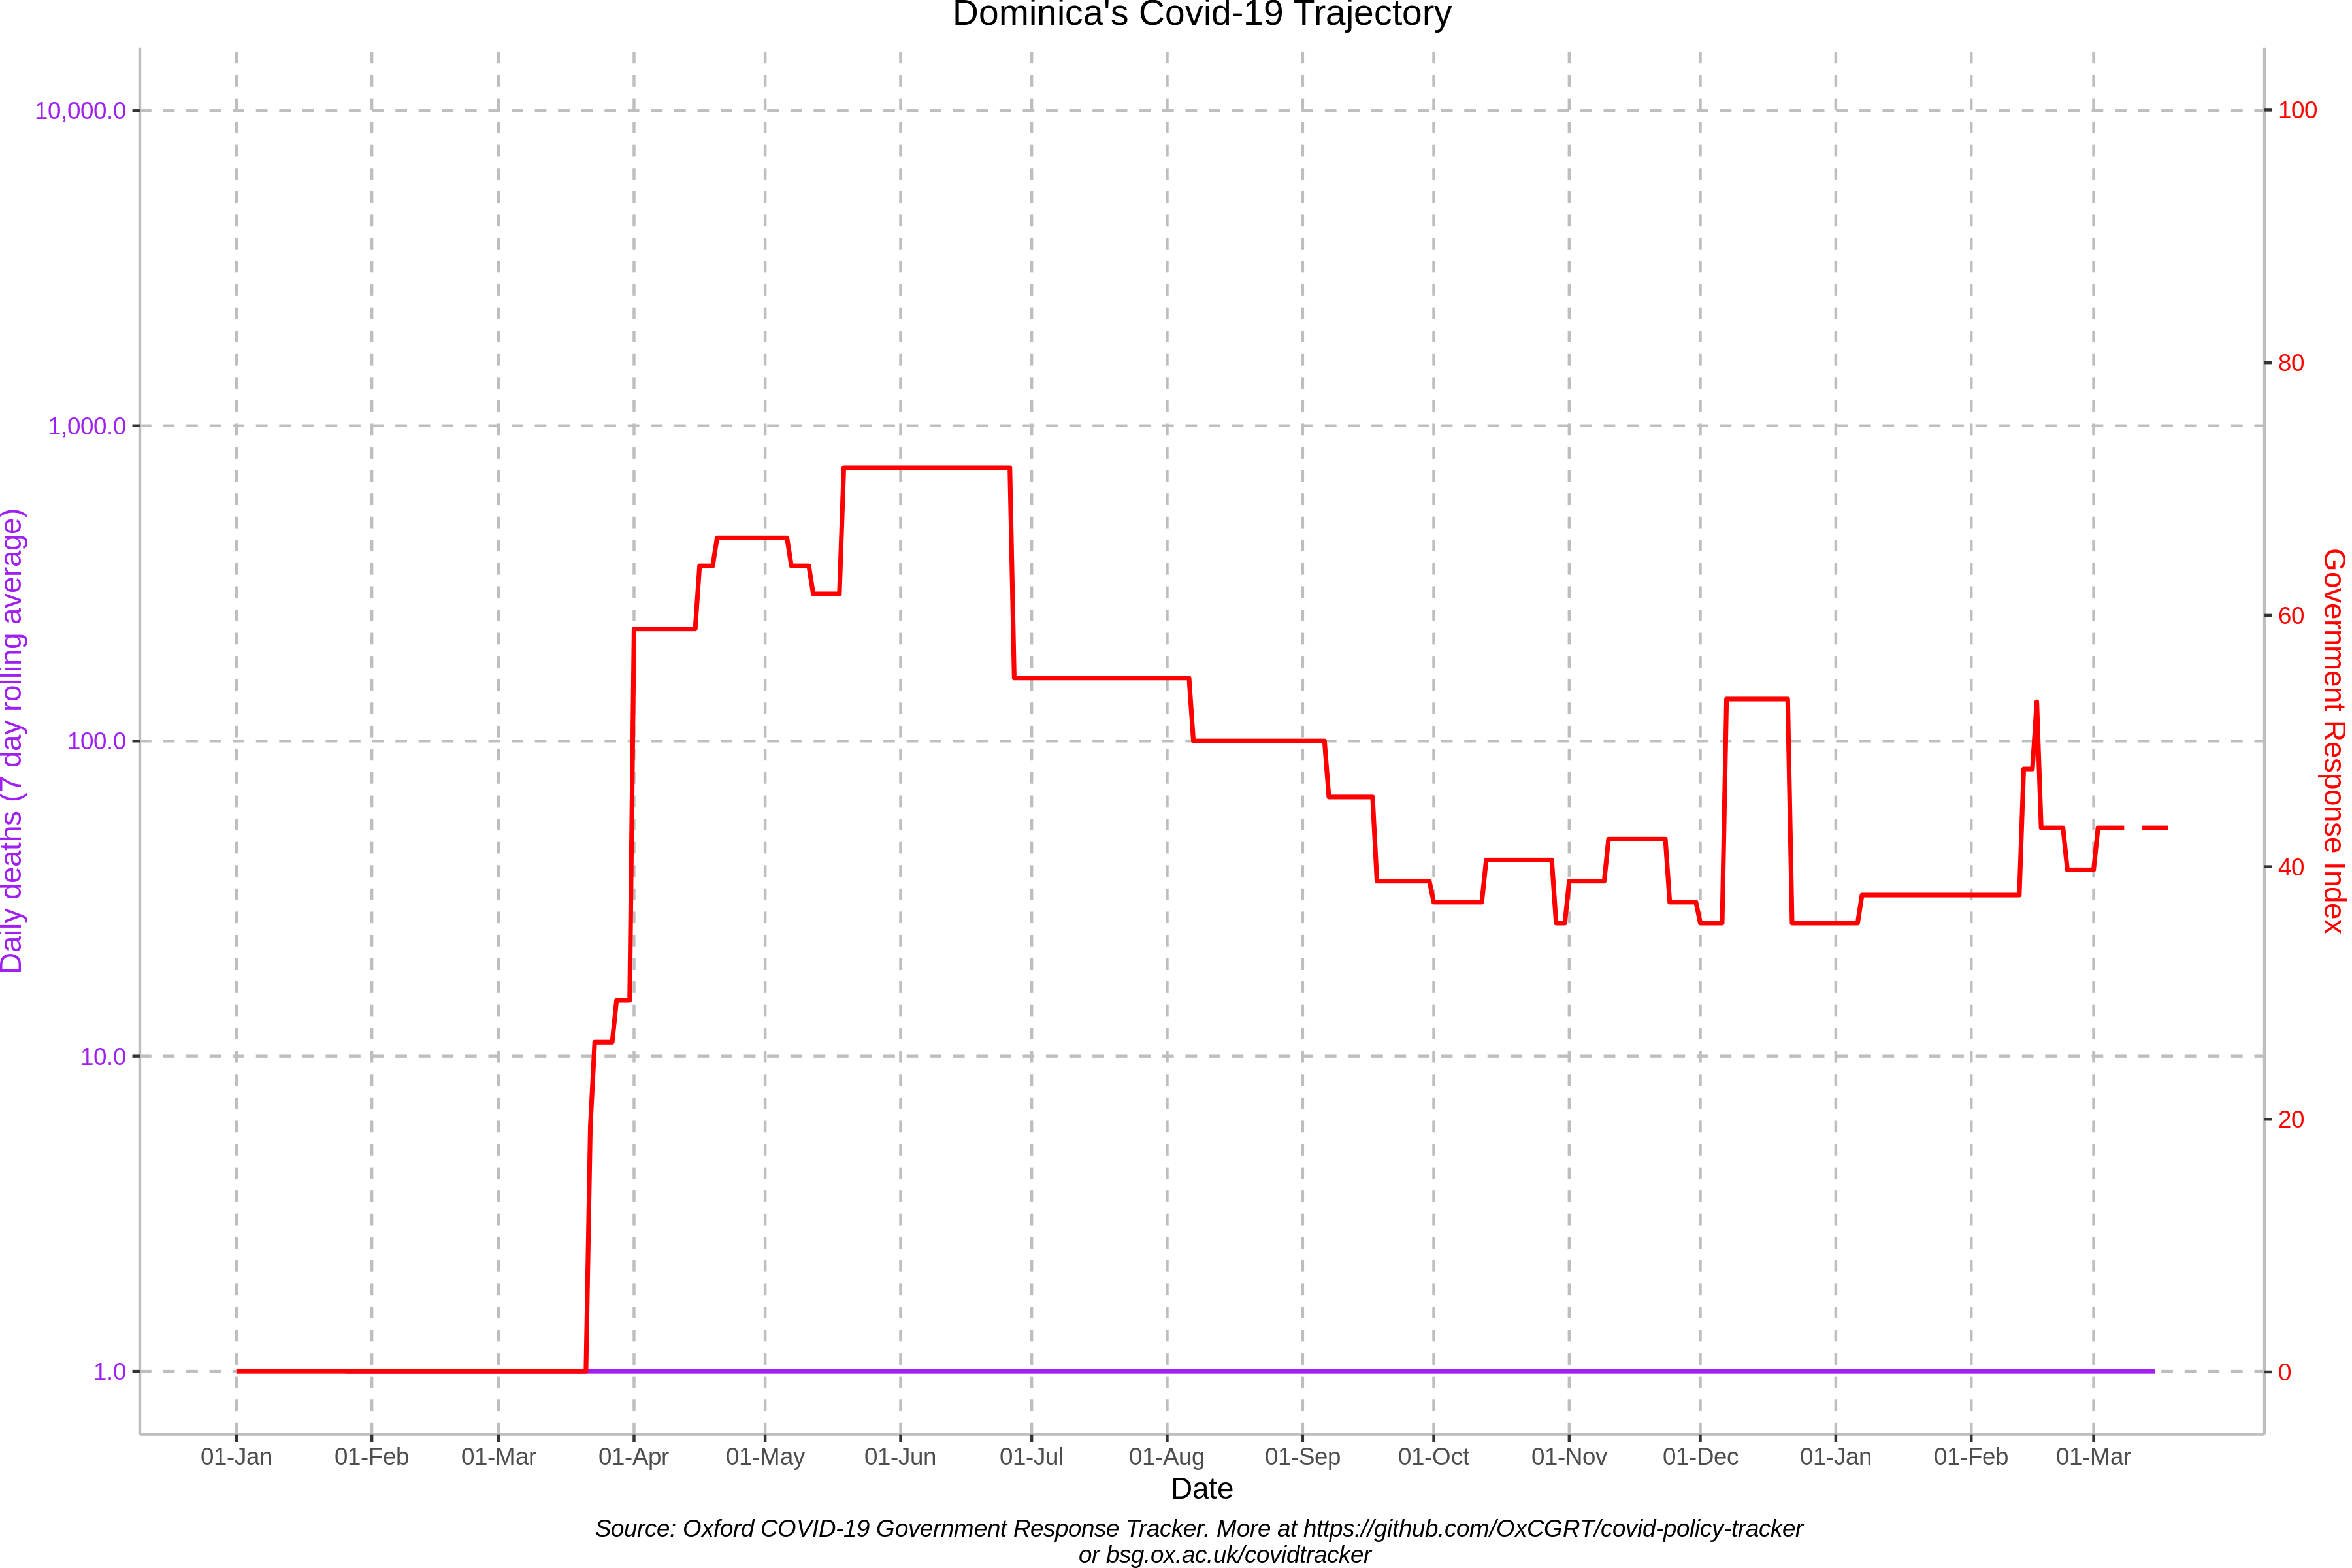 Dominica's Covid-19 Trajectory
10,000.0
1,000.0
100.0
10.0
1.0
Daily deaths (7 day rolling average)
100
80
60
40
20
0
Government Response Index
01-Jan 01-Feb 01-Mar 01-Apr 01-May 01-Jun 01-Jul 01-Aug 01-Sep 01-Oct 01-Nov 01-Dec 01-Jan 01-Feb 01-Mar
Date
Source: Oxford COVID-19 Government Response Tracker. More at https://github.com/OxCGRT/covid-policy-tracker
or bsg.ox.ac.uk/covidtracker